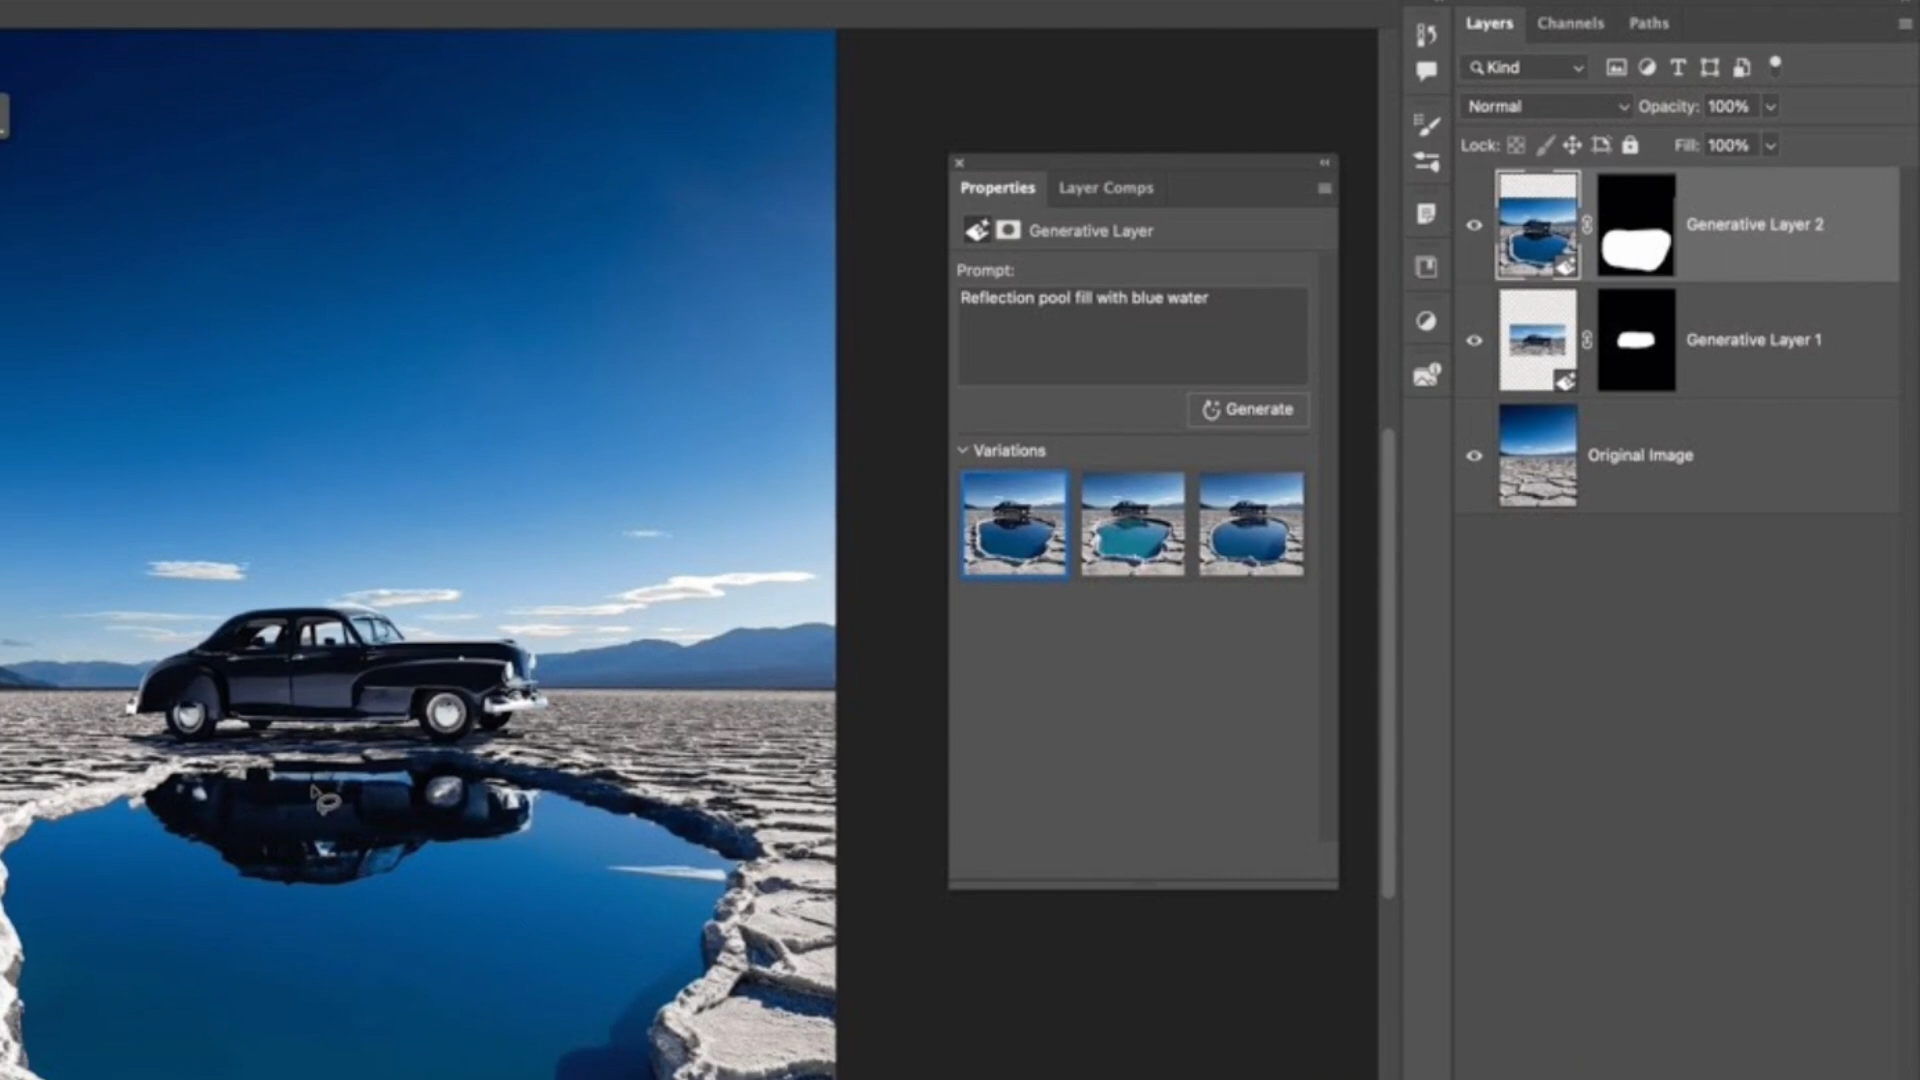 Layers Channels Paths
Kind
Normal Opacity: 100%
Lock: Fill: 100%
Properties Layer Comps
Generative Layer
Prompt:
Reflection pool fill with blue water
Generate
Variations
Generative Layer 2
Generative Layer 1
Original Image